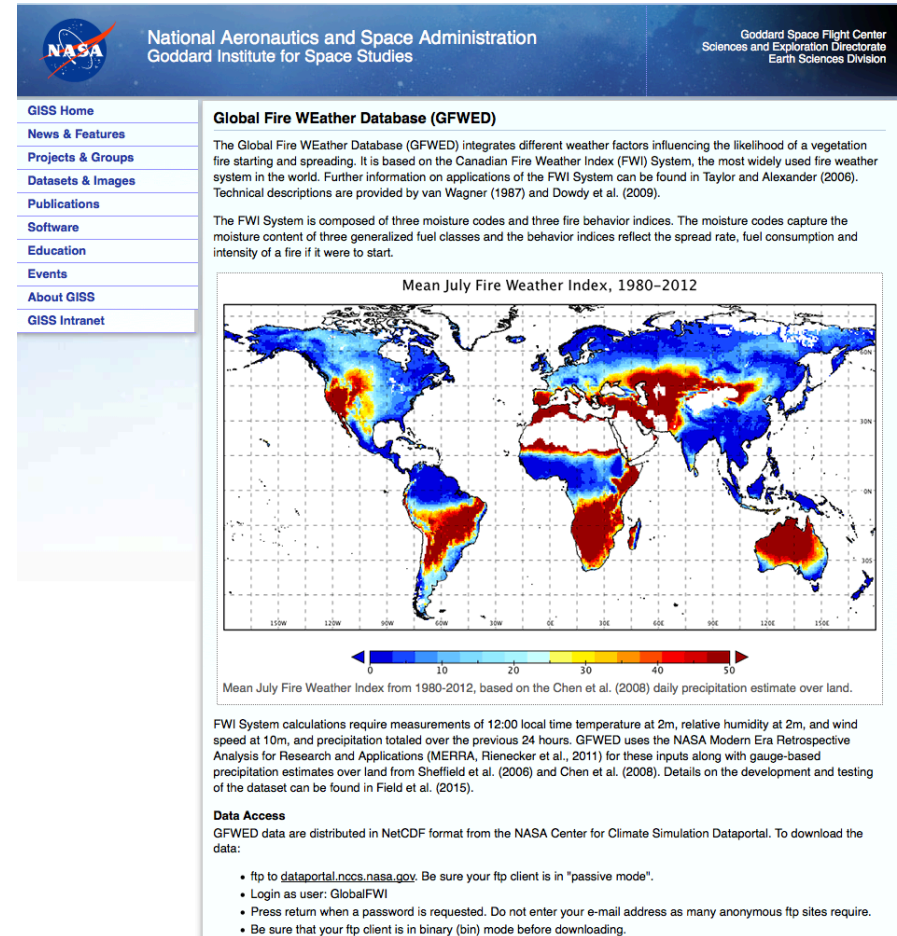 NASA
National Aeronautics and Space Administration
Goddard Institute for Space Studies
Goddard Space Flight Center
Sciences and Exploration Directorate
Earth Sciences Division
GISS Home
News & Features
Projects & Groups
Datasets & Images
Publications
Software
Education
Events
About GISS
GISS Intranet
Global Fire WEather Database (GFWED)
The Global Fire WEather Database (GFWED) integrates different weather factors influencing the likelihood of a vegetation
fire starting and spreading. It is based on the Canadian Fire Weather Index (FWI) System, the most widely used fire weather
system in the world. Further information on applications of the FWI System can be found in Taylor and Alexander (2006).
Technical descriptions are provided by van Wagner (1987) and Dowdy et al. (2009).
The FWI System is composed of three moisture codes and three fire behavior indices. The moisture codes capture the
moisture content of three generalized fuel classes and the behavior indices reflect the spread rate, fuel consumption and
intensity of a fire if it were to start.
Mean July Fire Weather Index, 1980–2012
60N
30N
0N
30S
150W 120W 90W 60W 30W 0E 30E 60E 90E 120E 150E
0 10 20 30 40 50
Mean July Fire Weather Index from 1980-2012, based on the Chen et al. (2008) daily precipitation estimate over land.
FWI System calculations require measurements of 12:00 local time temperature at 2m, relative humidity at 2m, and wind
speed at 10m, and precipitation totaled over the previous 24 hours. GFWED uses the NASA Modern Era Retrospective
Analysis for Research and Applications (MERRA, Rienecker et al., 2011) for these inputs along with gauge-based
precipitation estimates over land from Sheffield et al. (2006) and Chen et al. (2008). Details on the development and testing
of the dataset can be found in Field et al. (2015).
Data Access
GFWED data are distributed in NetCDF format from the NASA Center for Climate Simulation Dataportal. To download the
data:
• ftp to dataportal.nccs.nasa.gov. Be sure your ftp client is in "passive mode".
• Login as user: GlobalFWI
• Press return when a password is requested. Do not enter your e-mail address as many anonymous ftp sites require.
• Be sure that your ftp client is in binary (bin) mode before downloading.